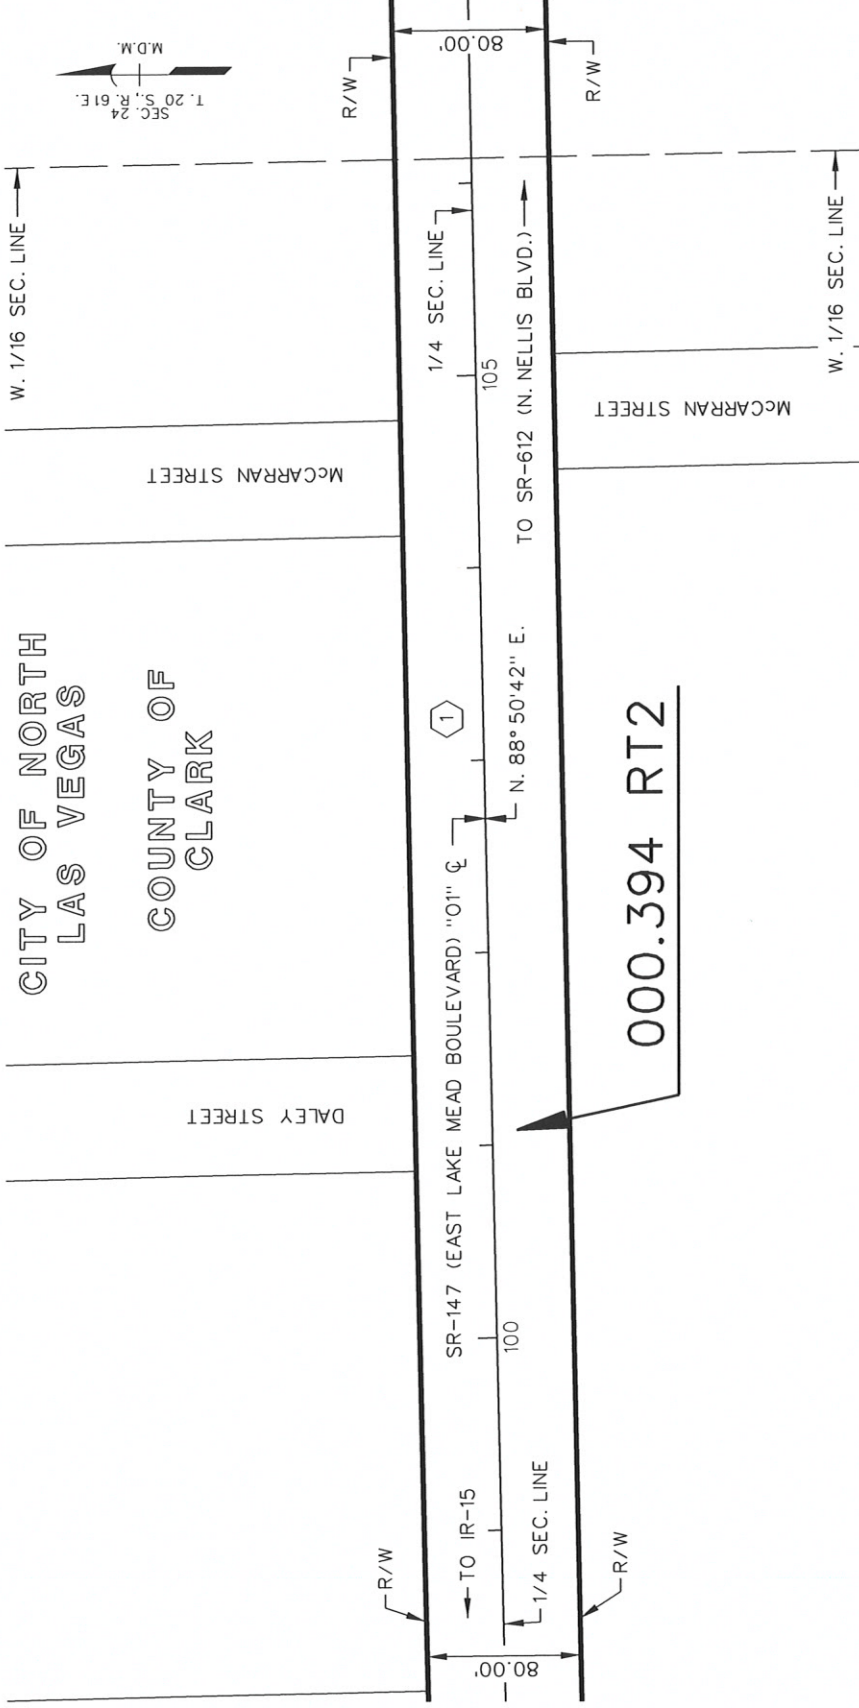 CITY OF NORTH
LAS VEGAS
COUNTY OF
CLARK
SEC. 24
T. 20 S., R. 61 E.
M.D.M.
W. 1/16 SEC. LINE
McCARRAN STREET
DALEY STREET
R/W
R/W
80.00'
1/4 SEC. LINE
TO IR-15
SR-147 (EAST LAKE MEAD BOULEVARD) "O1" ℄
1
N. 88° 50'42" E.
100
105
1/4 SEC. LINE
TO SR-612 (N. NELLIS BLVD.)
80.00'
R/W
R/W
000.394 RT2
McCARRAN STREET
W. 1/16 SEC. LINE